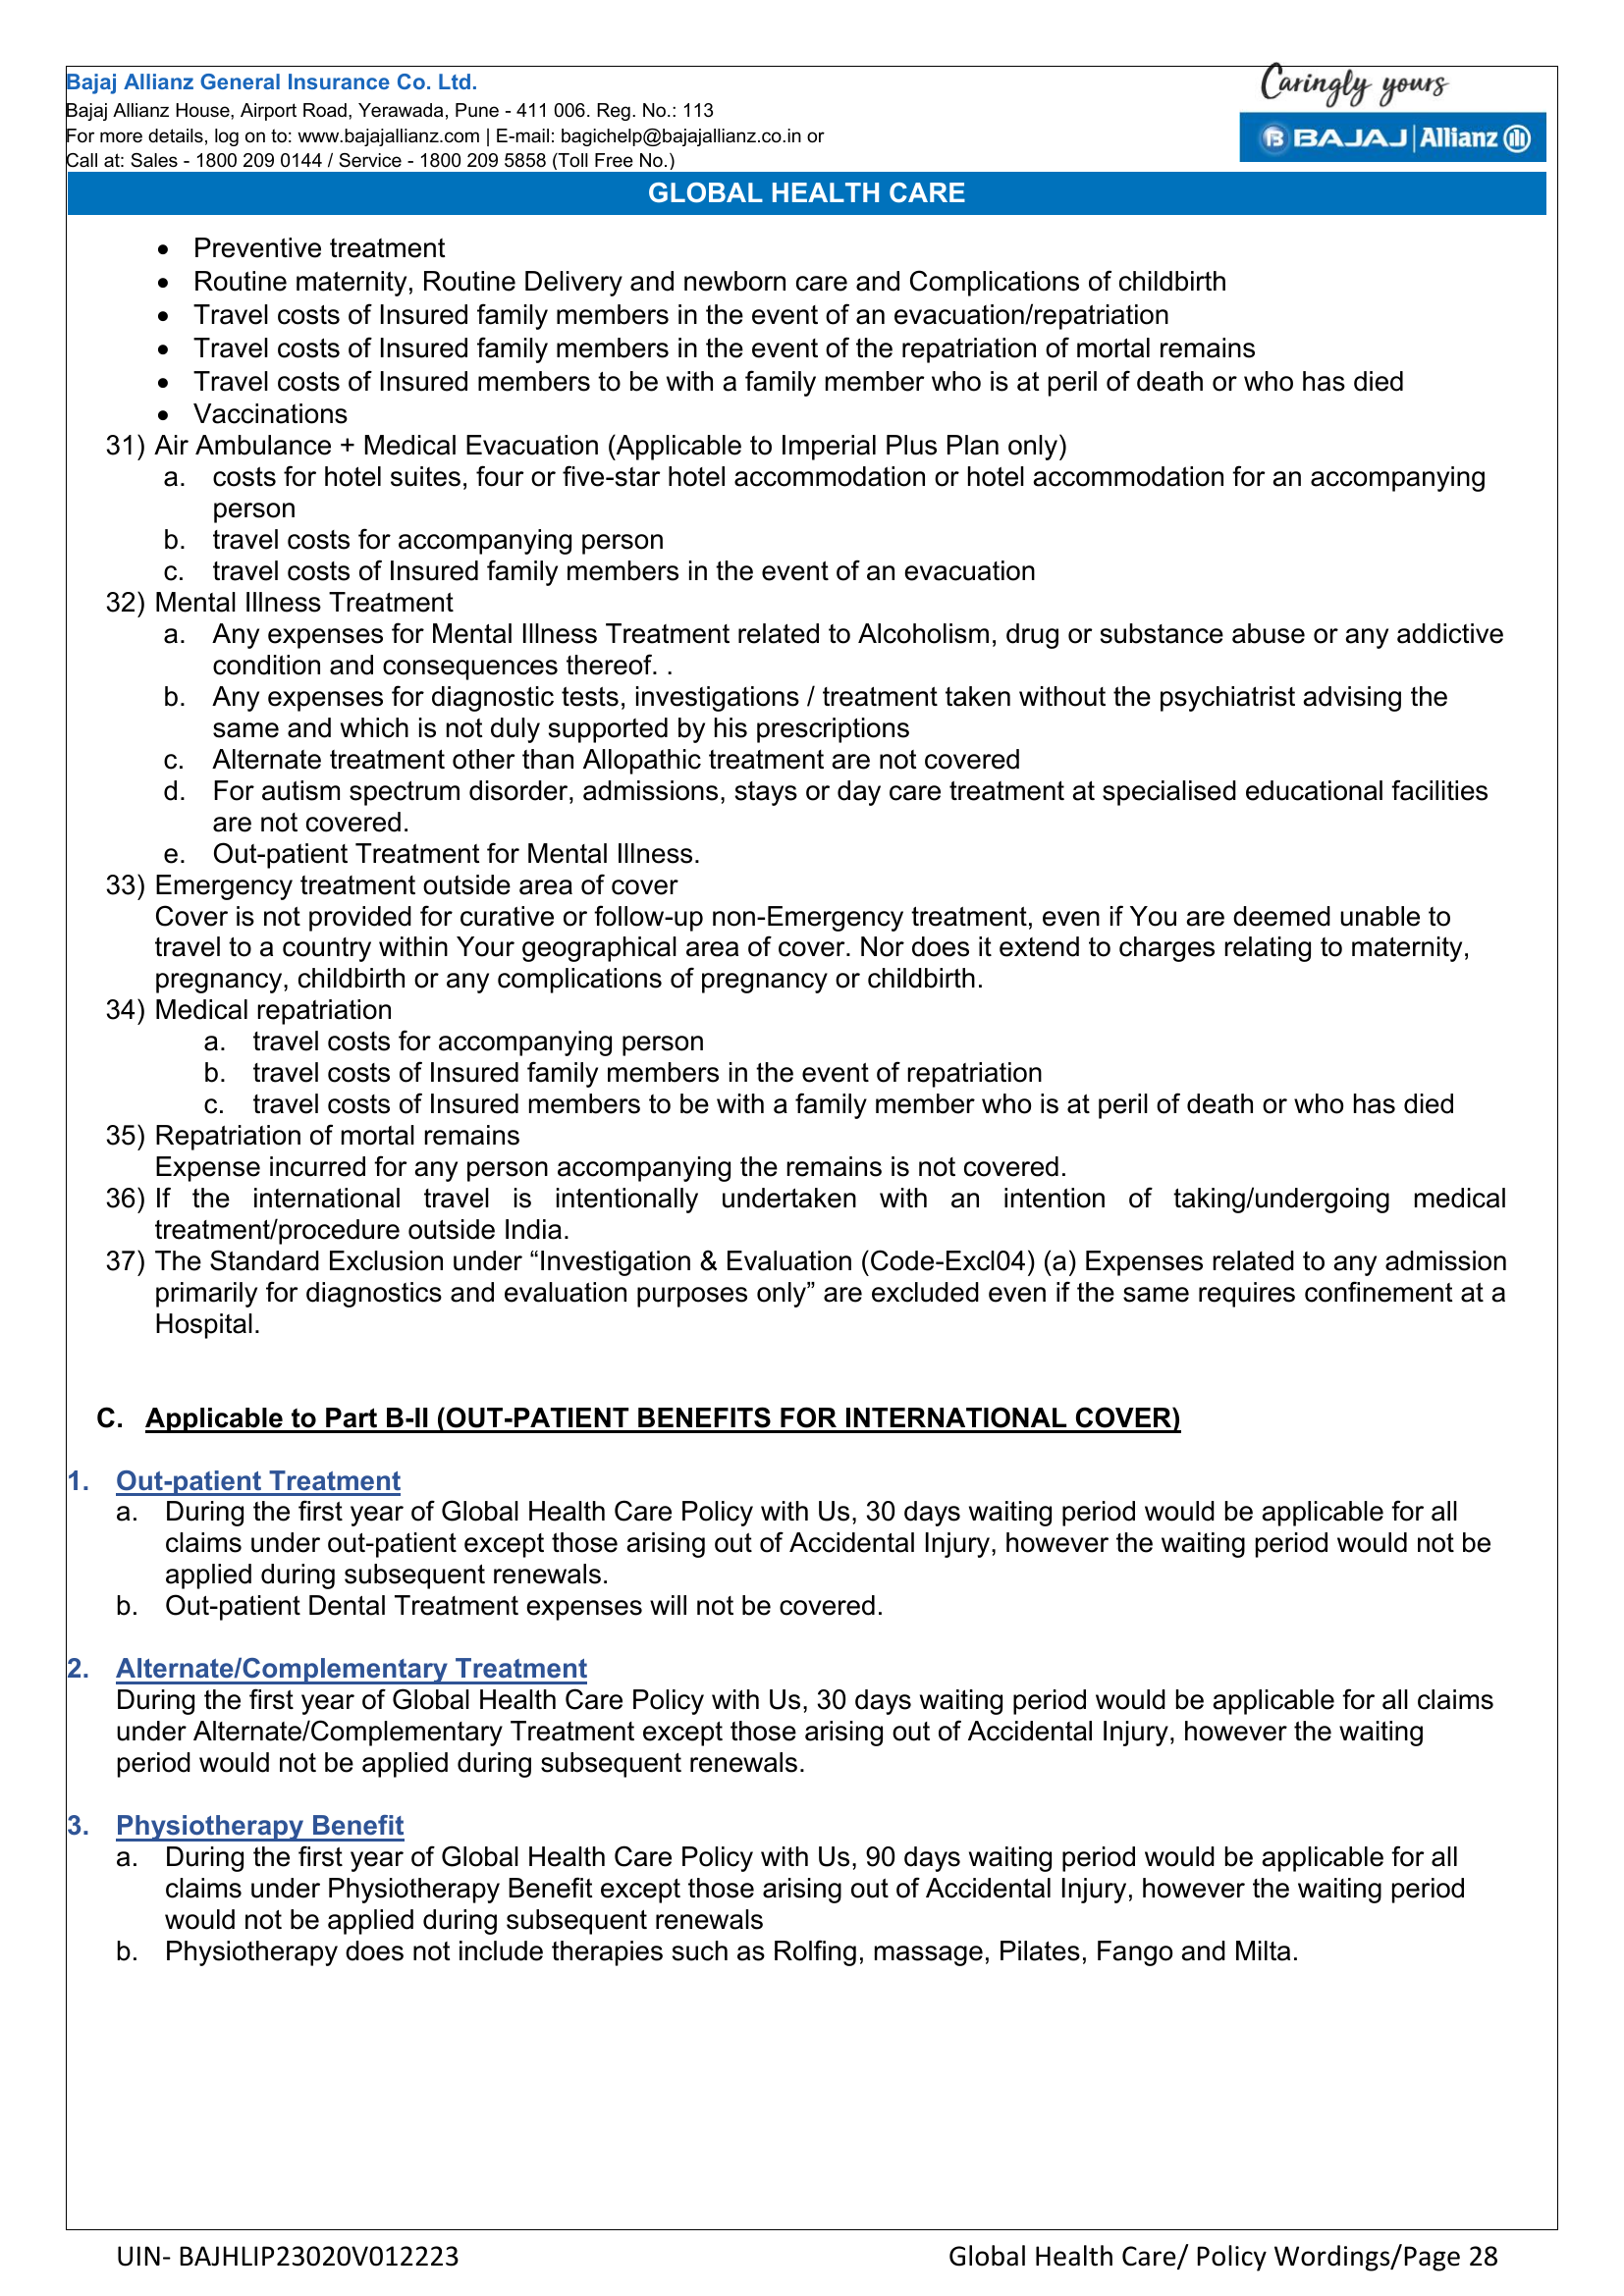 Bajaj Allianz General Insurance Co. Ltd.
Bajaj Allianz House, Airport Road, Yerawada, Pune - 411 006. Reg. No.: 113
For more details, log on to: www.bajajallianz.com | E-mail: bagichelp@bajajallianz.co.in or
Call at: Sales - 1800 209 0144 / Service - 1800 209 5858 (Toll Free No.)
Caringly yours
BAJAJ | Allianz
GLOBAL HEALTH CARE
• Preventive treatment
• Routine maternity, Routine Delivery and newborn care and Complications of childbirth
• Travel costs of Insured family members in the event of an evacuation/repatriation
• Travel costs of Insured family members in the event of the repatriation of mortal remains
• Travel costs of Insured members to be with a family member who is at peril of death or who has died
• Vaccinations
31) Air Ambulance + Medical Evacuation (Applicable to Imperial Plus Plan only)
a. costs for hotel suites, four or five-star hotel accommodation or hotel accommodation for an accompanying
person
b. travel costs for accompanying person
c. travel costs of Insured family members in the event of an evacuation
32) Mental Illness Treatment
a. Any expenses for Mental Illness Treatment related to Alcoholism, drug or substance abuse or any addictive
condition and consequences thereof. .
b. Any expenses for diagnostic tests, investigations / treatment taken without the psychiatrist advising the
same and which is not duly supported by his prescriptions
c. Alternate treatment other than Allopathic treatment are not covered
d. For autism spectrum disorder, admissions, stays or day care treatment at specialised educational facilities
are not covered.
e. Out-patient Treatment for Mental Illness.
33) Emergency treatment outside area of cover
Cover is not provided for curative or follow-up non-Emergency treatment, even if You are deemed unable to
travel to a country within Your geographical area of cover. Nor does it extend to charges relating to maternity,
pregnancy, childbirth or any complications of pregnancy or childbirth.
34) Medical repatriation
a. travel costs for accompanying person
b. travel costs of Insured family members in the event of repatriation
c. travel costs of Insured members to be with a family member who is at peril of death or who has died
35) Repatriation of mortal remains
Expense incurred for any person accompanying the remains is not covered.
36) If the international travel is intentionally undertaken with an intention of taking/undergoing medical
treatment/procedure outside India.
37) The Standard Exclusion under “Investigation & Evaluation (Code-Excl04) (a) Expenses related to any admission
primarily for diagnostics and evaluation purposes only” are excluded even if the same requires confinement at a
Hospital.
C. Applicable to Part B-II (OUT-PATIENT BENEFITS FOR INTERNATIONAL COVER)
1. Out-patient Treatment
a. During the first year of Global Health Care Policy with Us, 30 days waiting period would be applicable for all
claims under out-patient except those arising out of Accidental Injury, however the waiting period would not be
applied during subsequent renewals.
b. Out-patient Dental Treatment expenses will not be covered.
2. Alternate/Complementary Treatment
During the first year of Global Health Care Policy with Us, 30 days waiting period would be applicable for all claims
under Alternate/Complementary Treatment except those arising out of Accidental Injury, however the waiting
period would not be applied during subsequent renewals.
3. Physiotherapy Benefit
a. During the first year of Global Health Care Policy with Us, 90 days waiting period would be applicable for all
claims under Physiotherapy Benefit except those arising out of Accidental Injury, however the waiting period
would not be applied during subsequent renewals
b. Physiotherapy does not include therapies such as Rolfing, massage, Pilates, Fango and Milta.
UIN- BAJHLIP23020V012223
Global Health Care/ Policy Wordings/Page 28